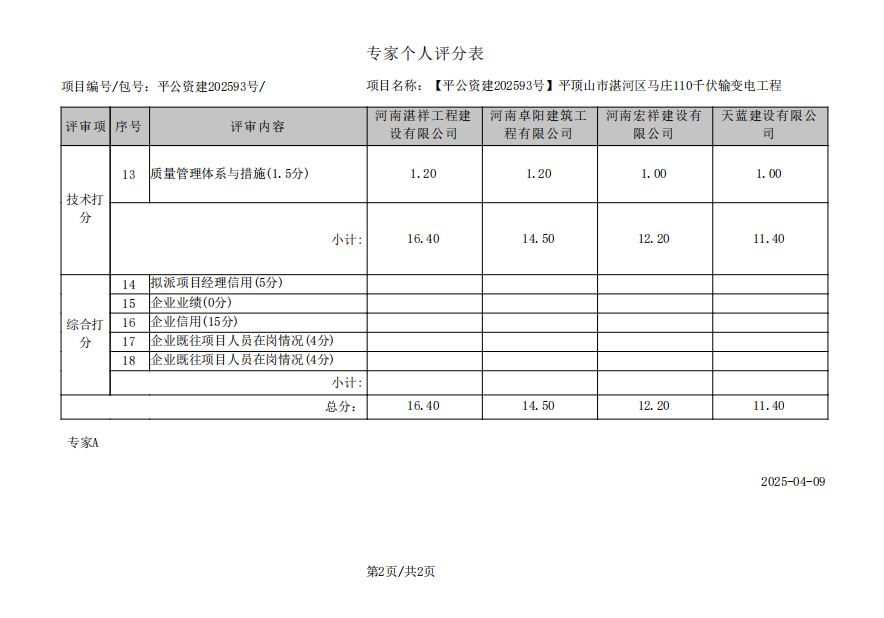 专家个人评分表
项目编号/包号: 平公资建202593号/ 项目名称: 【平公资建202593号】平顶山市湛河区马庄110千伏输变电工程
评审项 序号 评审内容 河南湛祥工程建设有限公司 河南卓阳建筑工程有限公司 河南宏祥建设有限公司 天蓝建设有限公司
技术打分 13 质量管理体系与措施(1.5分) 1.20 1.20 1.00 1.00
小计: 16.40 14.50 12.20 11.40
综合打分 14 拟派项目经理信用(5分)
15 企业业绩(0分)
16 企业信用(15分)
17 企业既往项目人员在岗情况(4分)
18 企业既往项目人员在岗情况(4分)
小计:
总分: 16.40 14.50 12.20 11.40
专家A
2025-04-09
第2页/共2页